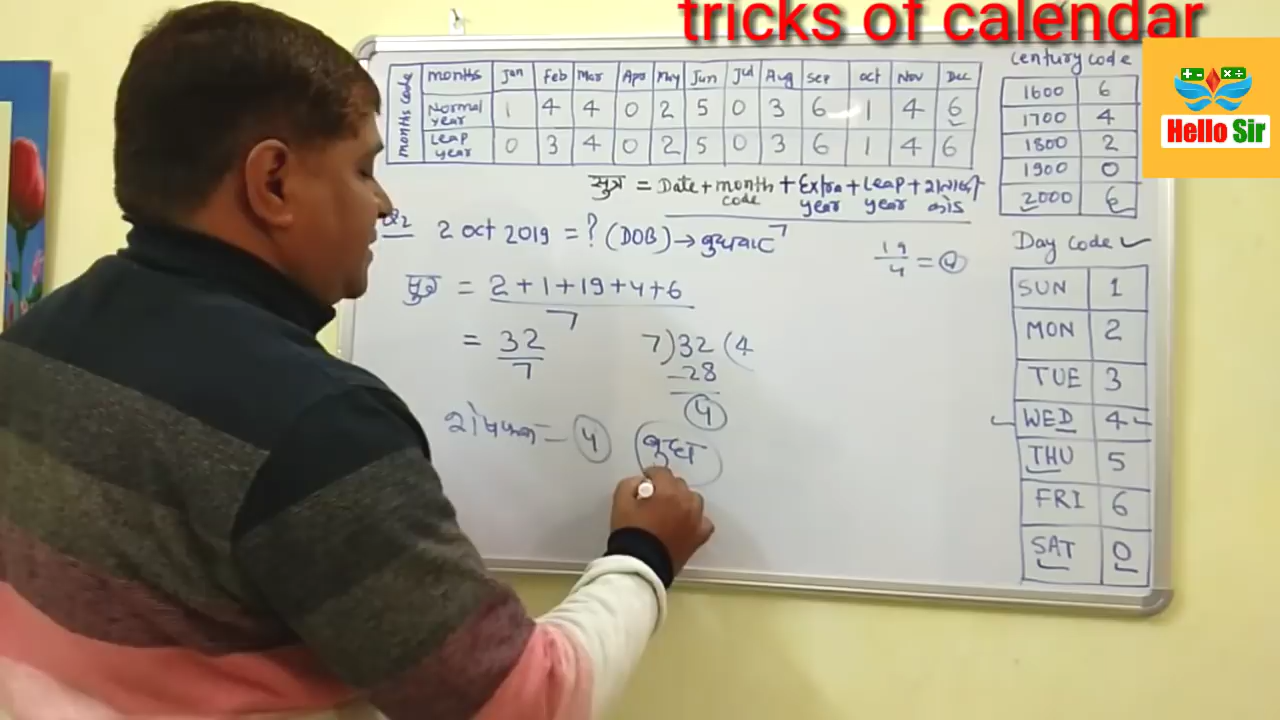 tricks of calendar
months code
months Jan Feb Mar Apr May Jun Jul Aug Sep oct Nov Dec
Normal year 1 4 4 0 2 5 0 3 6 1 4 6
Leap year 0 3 4 0 2 5 0 3 6 1 4 6
सुत्र = Date + month code + Extra year + Leap year + शताब्दी कोड
7
Q2 2 oct 2019 = ? (DOB) → बुधवार
19/4 = 4
सुत्र = 2+1+19+4+6
7
= 32/7
7)32(4
-28
4
शेषफल = 4 बुध
century code
1600 6
1700 4
1800 2
1900 0
2000 6
Hello Sir
Day code
SUN 1
MON 2
TUE 3
WED 4
THU 5
FRI 6
SAT 0